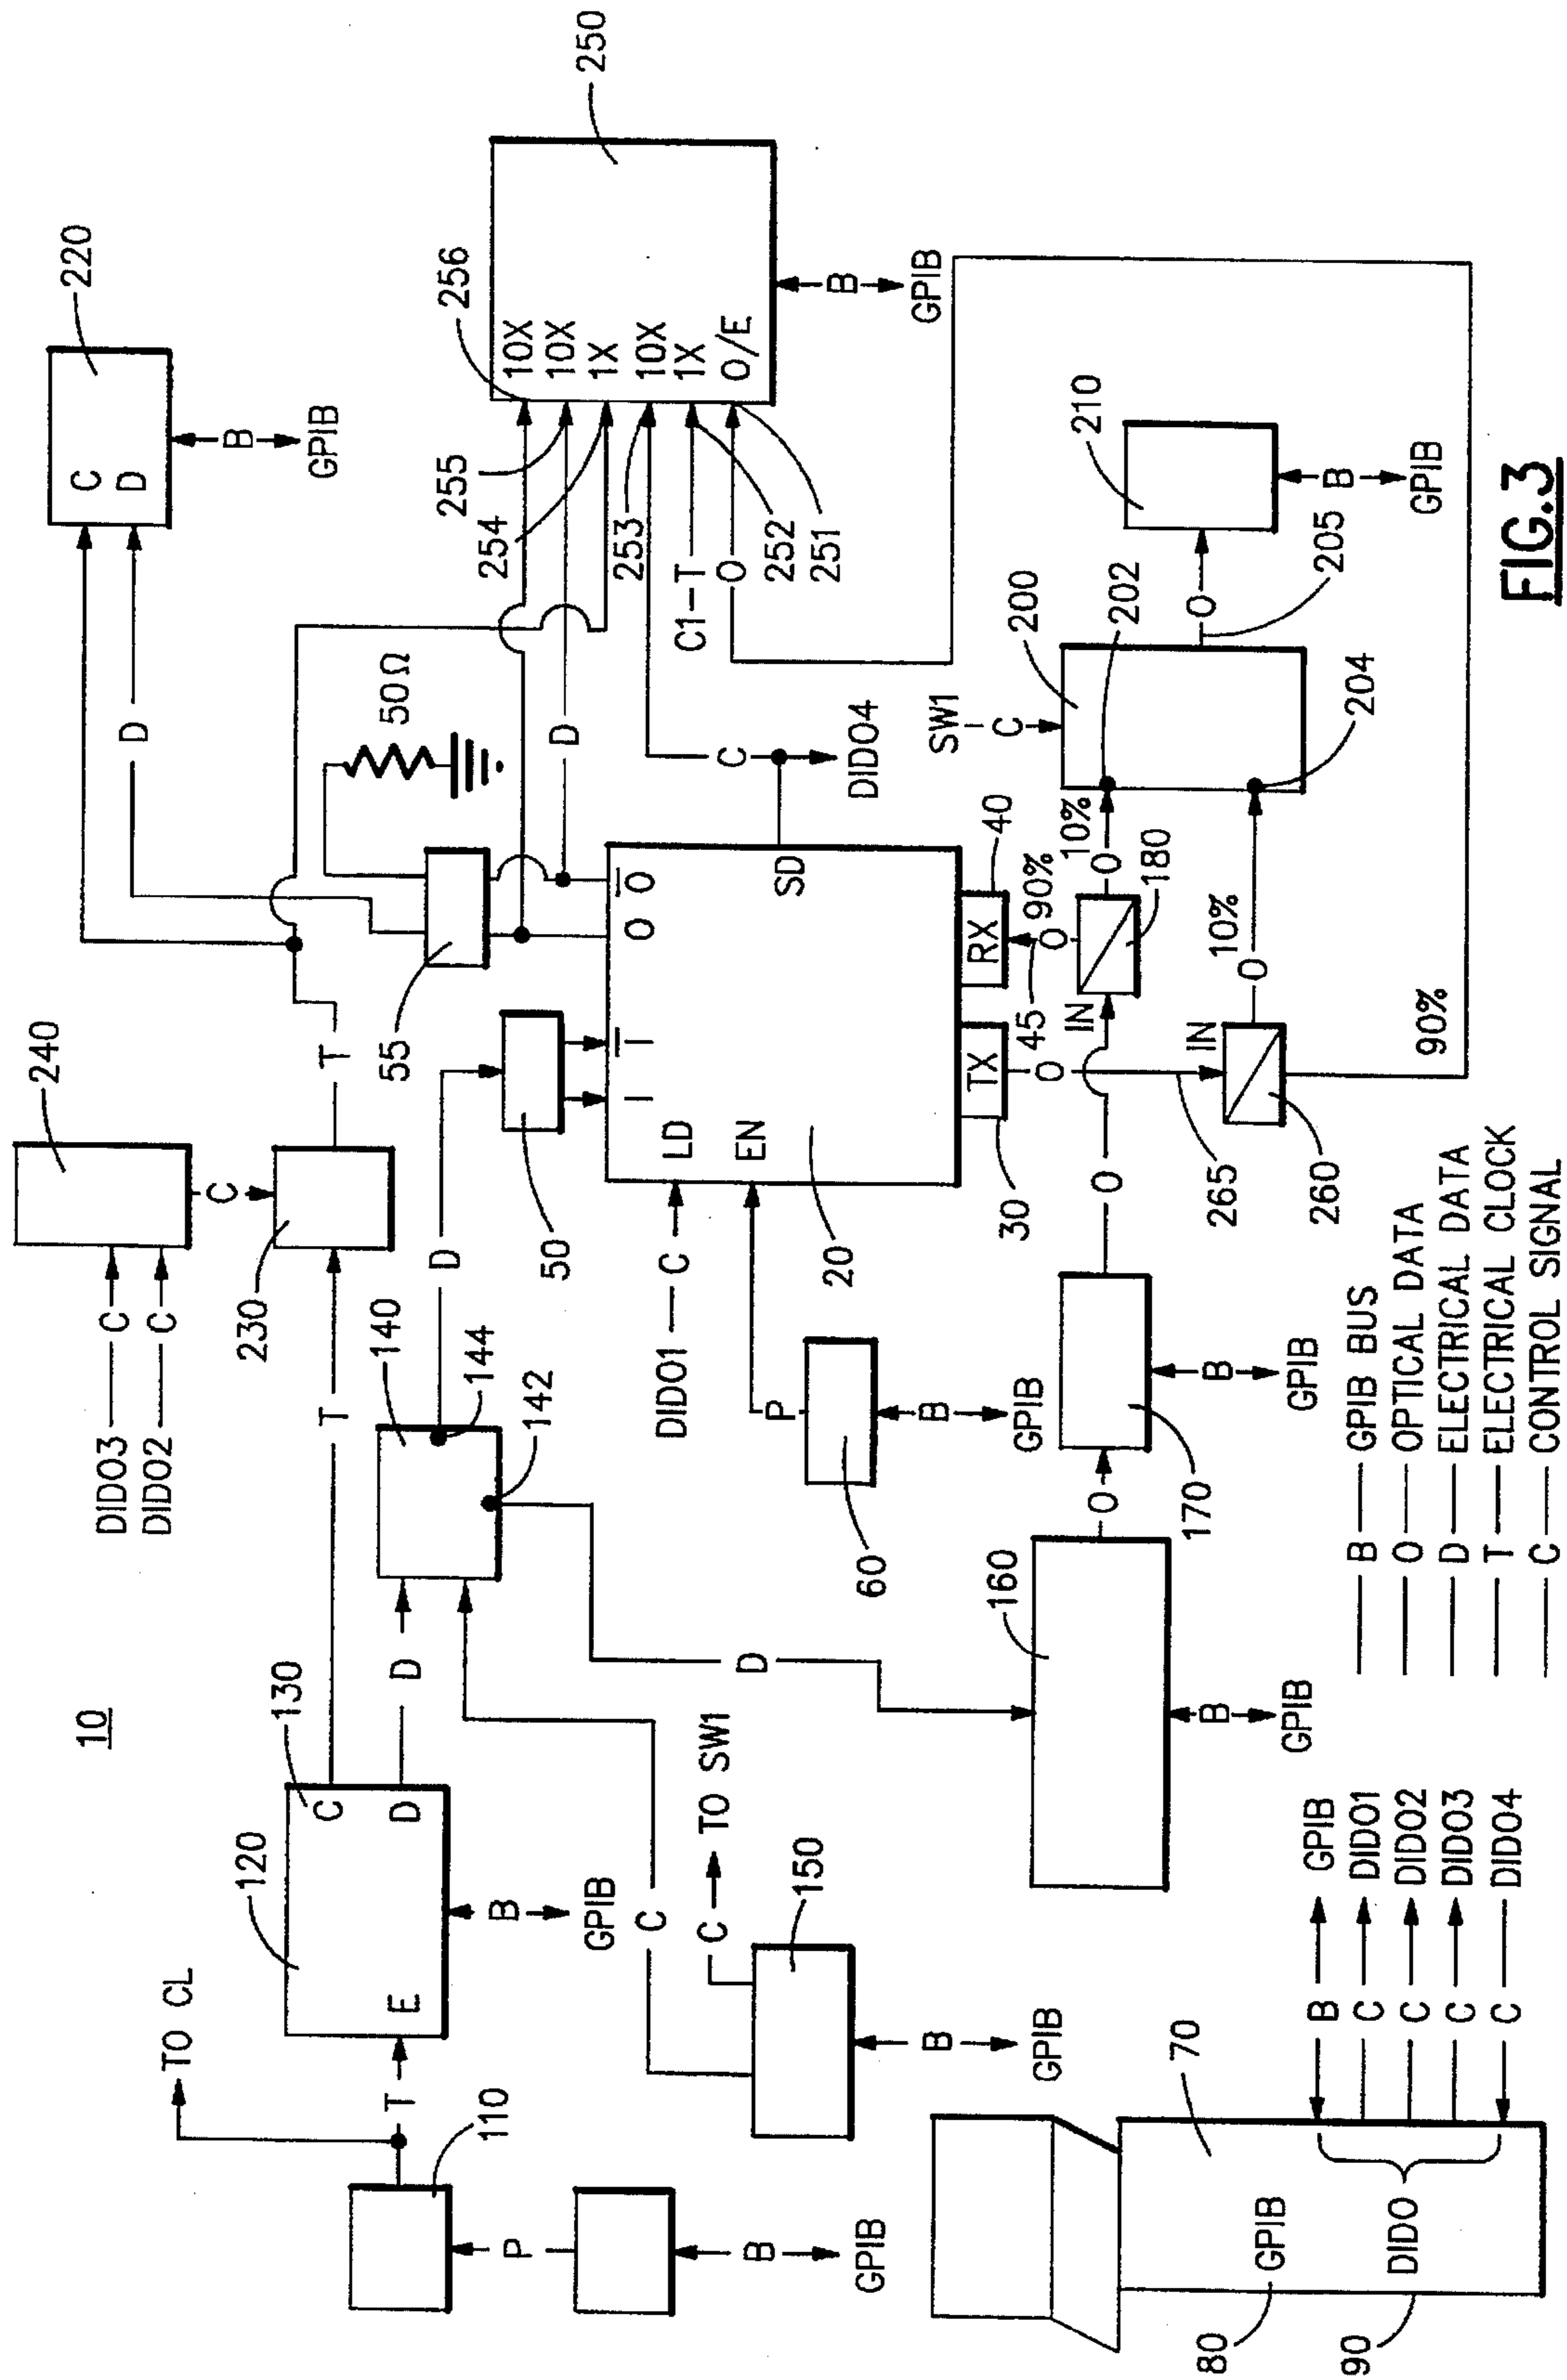 10
TO CL
T
110
P
B
GPIB
120
130
E
C
D
B
GPIB
T
D
DIDO3
C
DIDO2
C
240
C
230
T
140
144
142
D
D
C
C
TO SW1
150
B
GPIB
50
55
50Ω
D
220
C
D
B
GPIB
250
256
255
254
253
252
251
10X
10X
1X
10X
1X
O/E
B
GPIB
D
C1
T
O
C
DIDO4
I
I
O
O
LD
EN
SD
20
DIDO1
C
P
60
B
GPIB
TX
RX
30
40
45
O
O
90%
10%
O
IN
180
265
IN
260
10%
O
90%
SW1
C
200
202
204
205
O
210
B
GPIB
160
O
170
O
B
GPIB
B
GPIB
70
80
GPIB
90
DIDO
B
GPIB
C
DIDO1
C
DIDO2
C
DIDO3
C
DIDO4
B
GPIB BUS
O
OPTICAL DATA
D
ELECTRICAL DATA
T
ELECTRICAL CLOCK
C
CONTROL SIGNAL
FIG.3